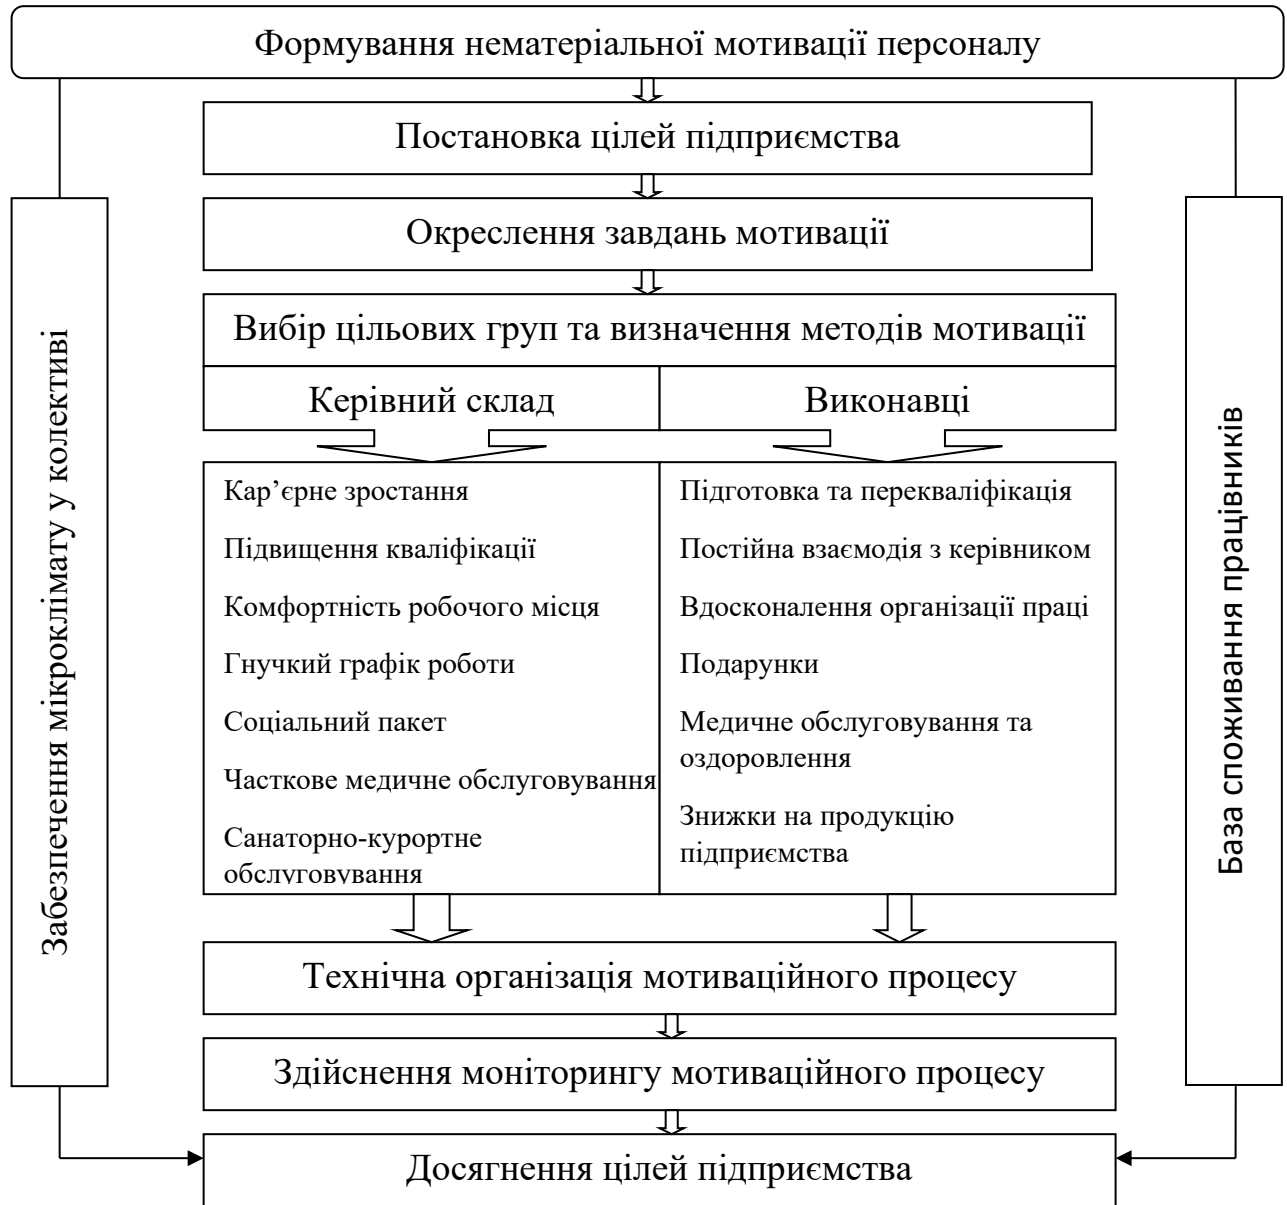 Формування нематеріальної мотивації персоналу
Постановка цілей підприємства
Окреслення завдань мотивації
Вибір цільових груп та визначення методів мотивації
Керівний склад
Виконавці
Кар’єрне зростання
Підвищення кваліфікації
Комфортність робочого місця
Гнучкий графік роботи
Соціальний пакет
Часткове медичне обслуговування
Санаторно-курортне
обслуговування
Підготовка та перекваліфікація
Постійна взаємодія з керівником
Вдосконалення організації праці
Подарунки
Медичне обслуговування та
оздоровлення
Знижки на продукцію
підприємства
Забезпечення мікроклімату у колективі
База споживання працівників
Технічна організація мотиваційного процесу
Здійснення моніторингу мотиваційного процесу
Досягнення цілей підприємства